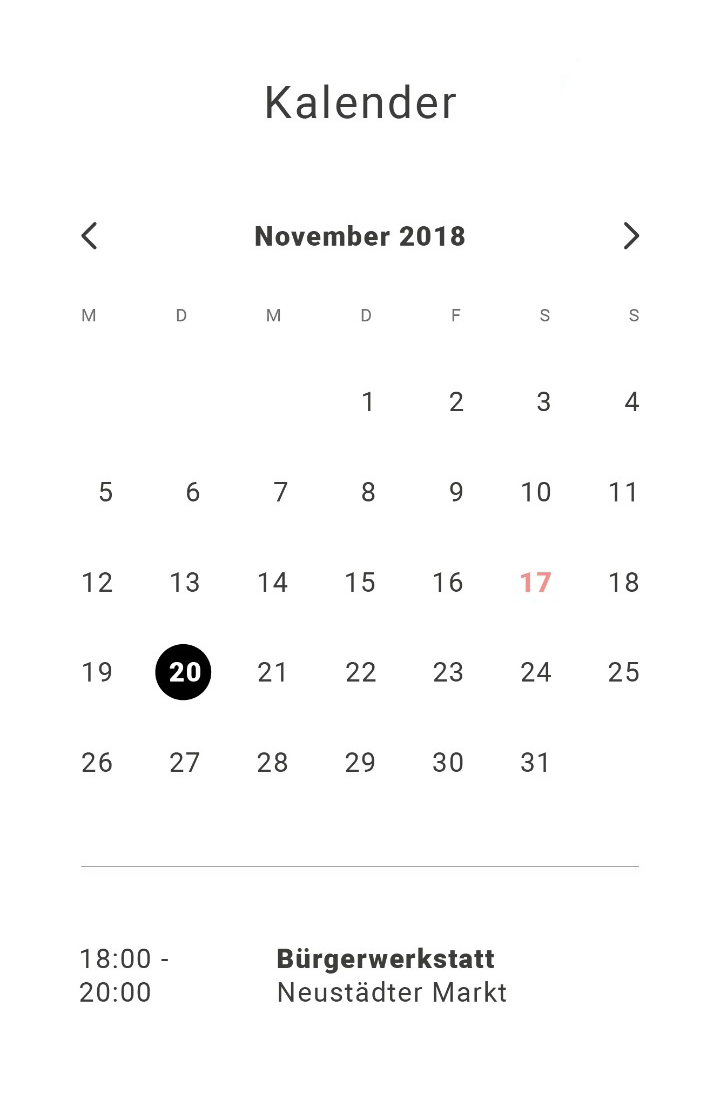 Kalender
November 2018
M D M D F S S
1 2 3 4
5 6 7 8 9 10 11
12 13 14 15 16 17 18
19 20 21 22 23 24 25
26 27 28 29 30 31
18:00 - Bürgerwerkstatt
20:00 Neustädter Markt